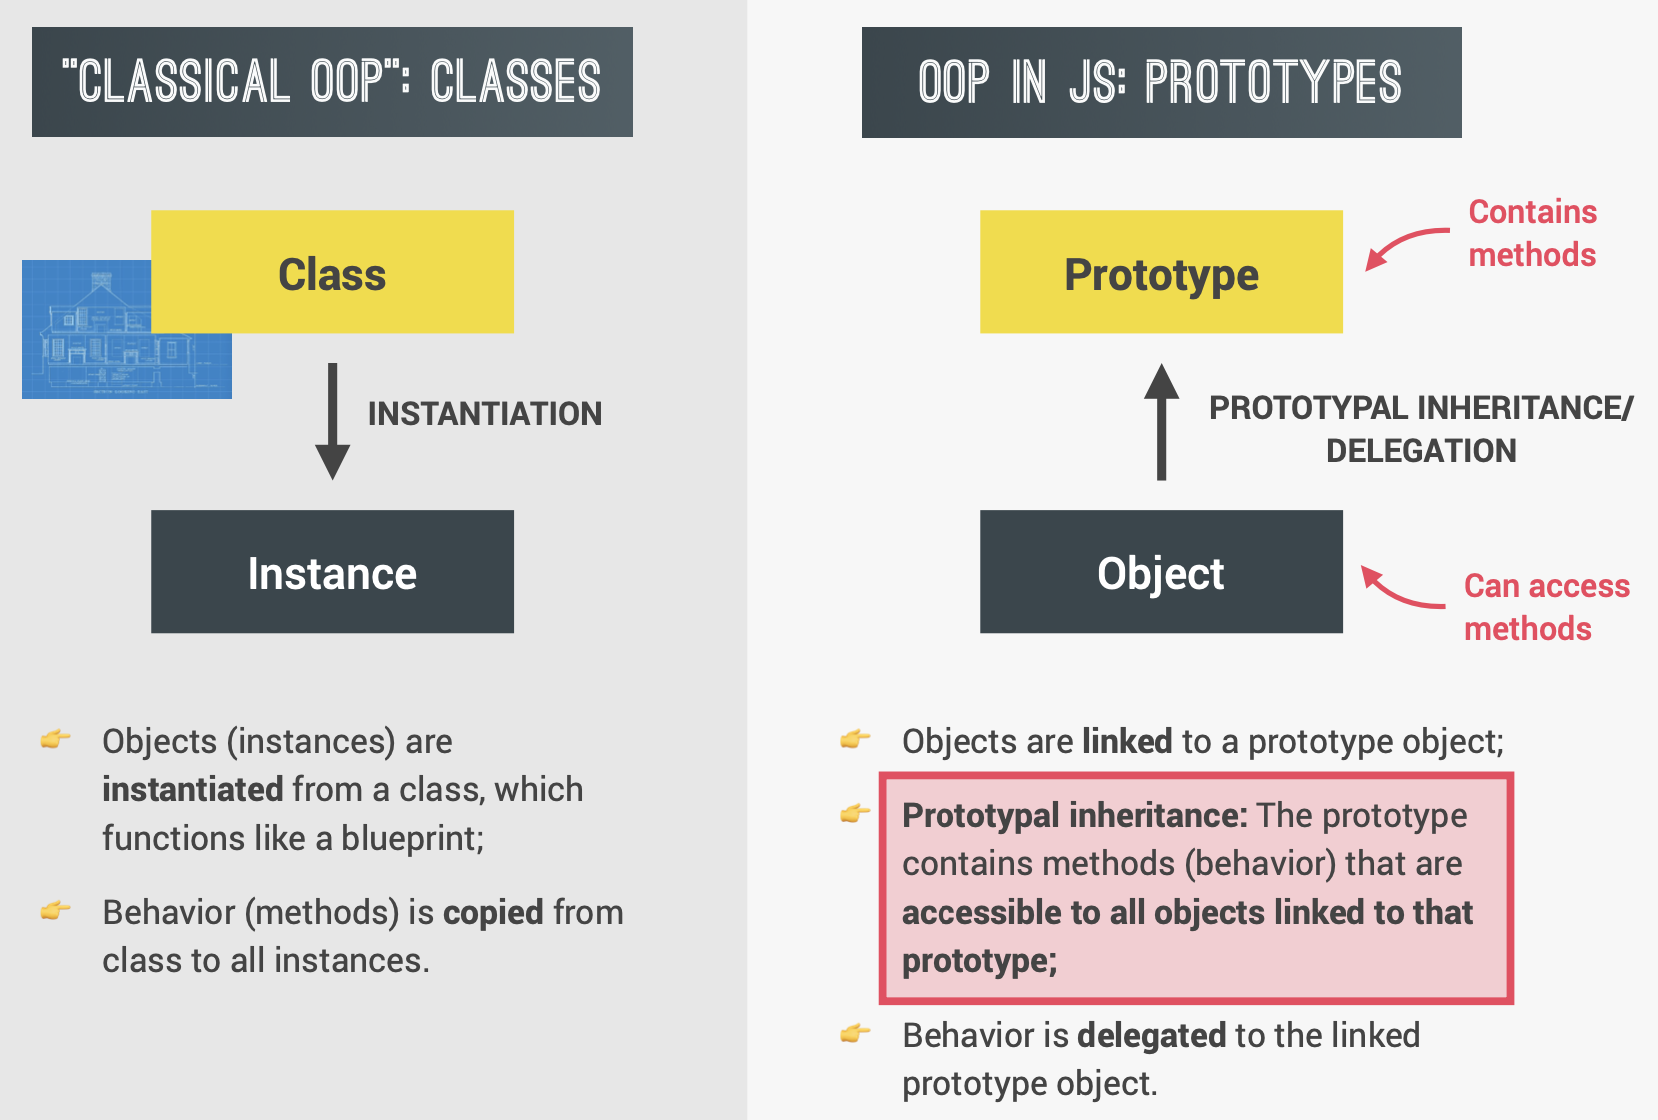 "CLASSICAL OOP": CLASSES
Class
INSTANTIATION
Instance
👉 Objects (instances) are
instantiated from a class, which
functions like a blueprint;
👉 Behavior (methods) is copied from
class to all instances.
OOP IN JS: PROTOTYPES
Prototype
Contains
methods
PROTOTYPAL INHERITANCE/
DELEGATION
Object
Can access
methods
👉 Objects are linked to a prototype object;
👉 Prototypal inheritance: The prototype
contains methods (behavior) that are
accessible to all objects linked to that
prototype;
👉 Behavior is delegated to the linked
prototype object.